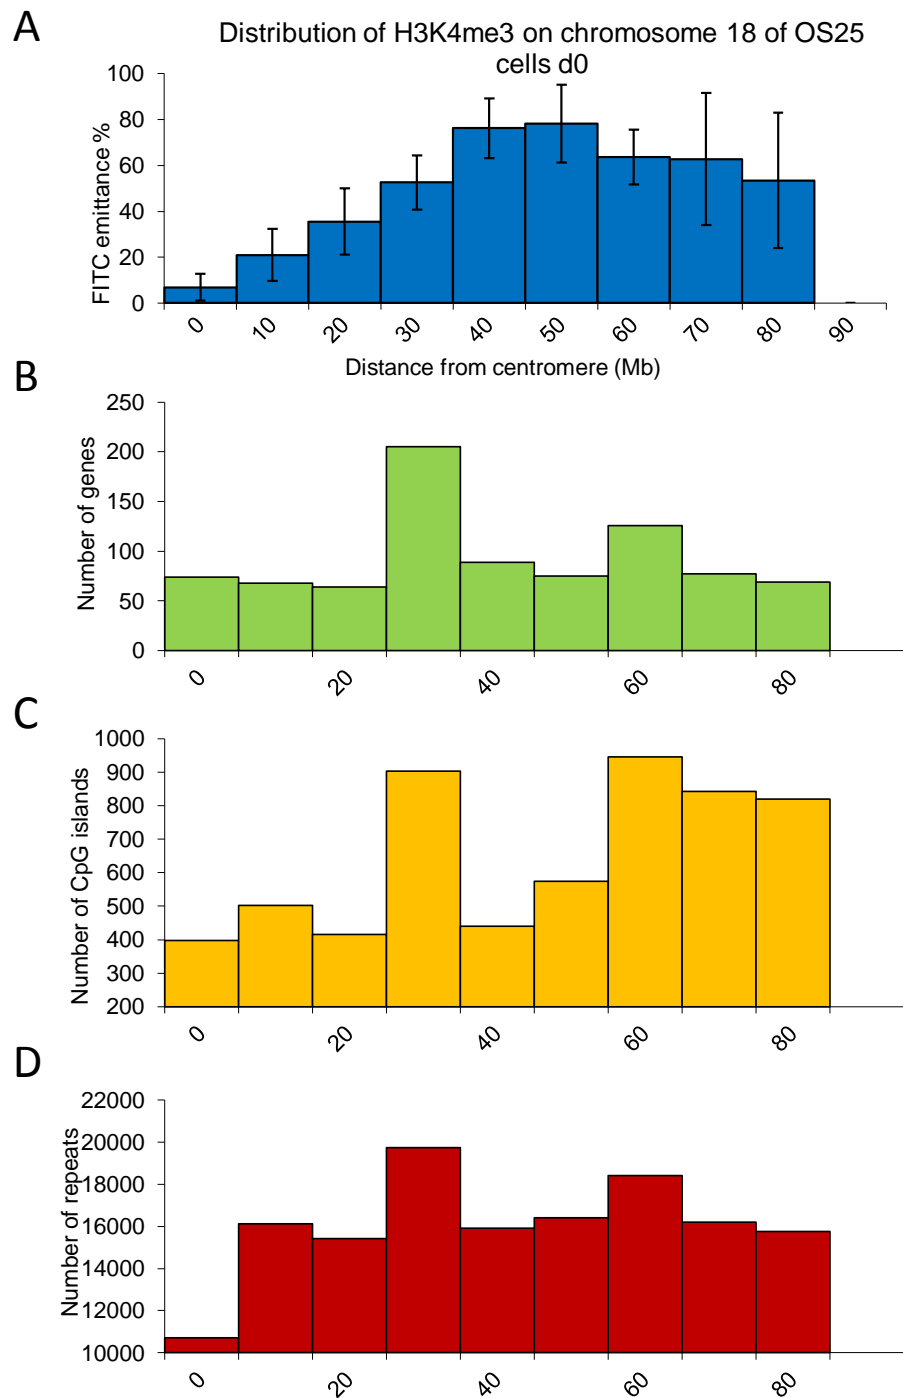 A
Distribution of H3K4me3 on chromosome 18 of OS25
cells d0
FITC emittance %
100
80
60
40
20
0
0 10 20 30 40 50 60 70 80 90
Distance from centromere (Mb)
B
Number of genes
250
200
150
100
50
0
0 20 40 60 80
C
Number of CpG islands
1000
900
800
700
600
500
400
300
200
0 20 40 60 80
D
Number of repeats
22000
20000
18000
16000
14000
12000
10000
0 20 40 60 80